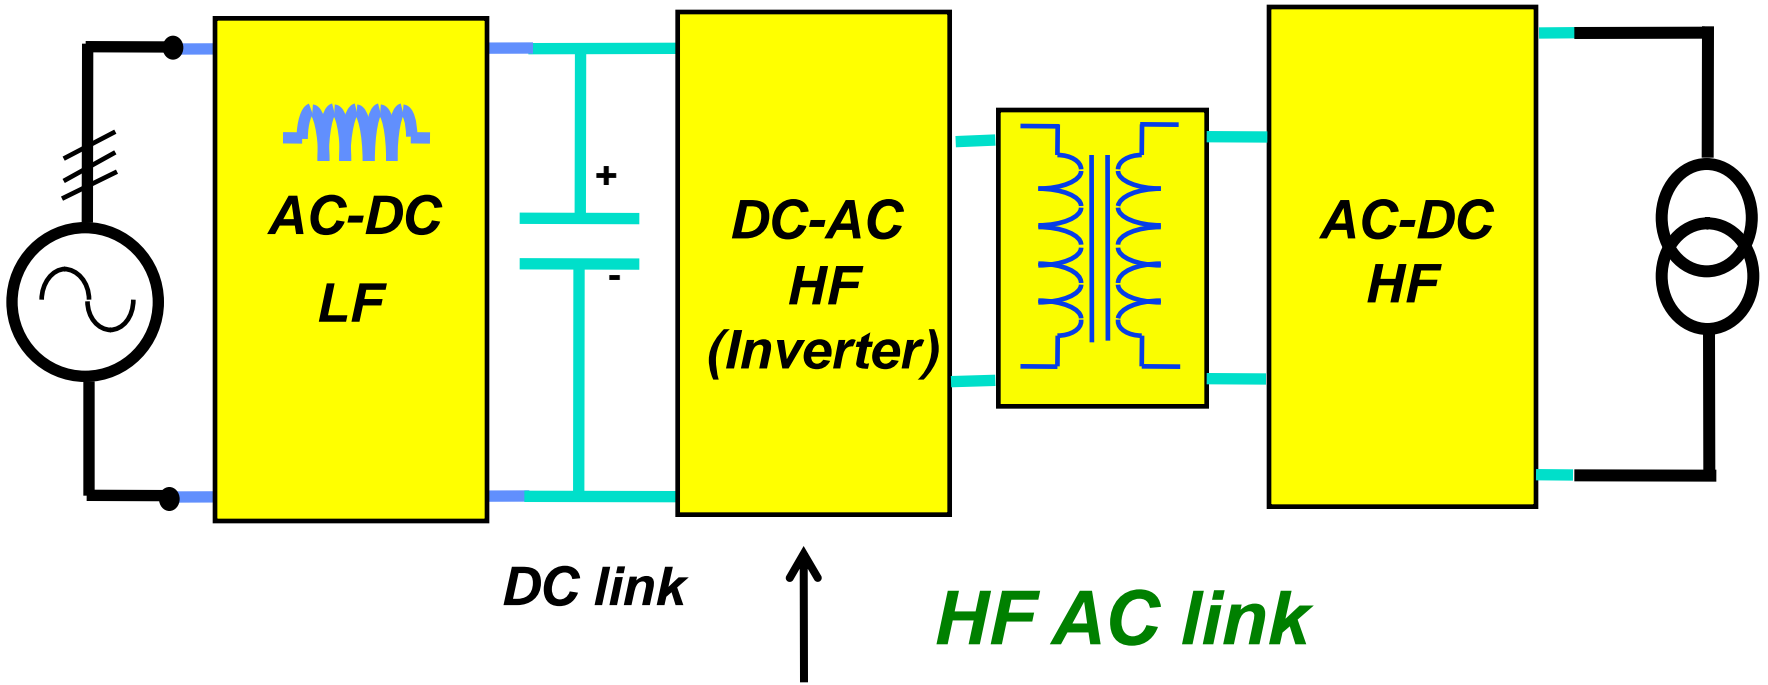 AC-DC
LF
+
-
DC-AC
HF
(Inverter)
AC-DC
HF
DC link
HF AC link